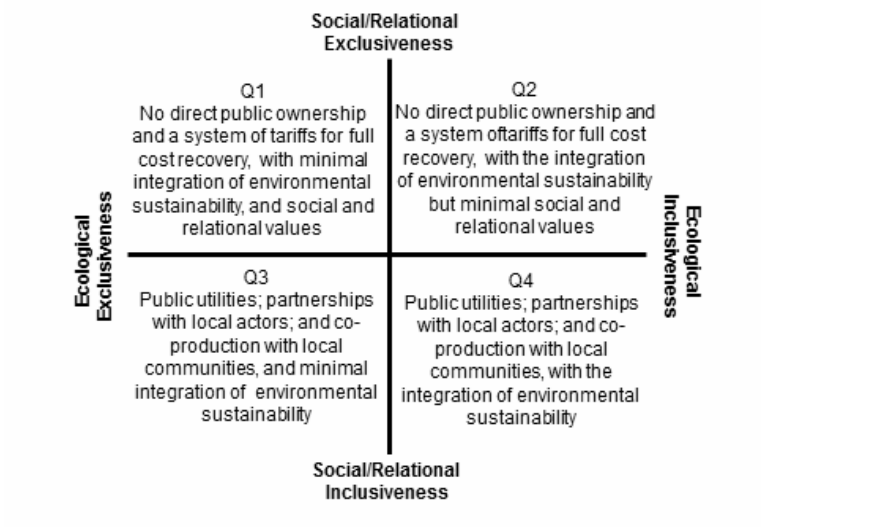 Social/Relational
Exclusiveness
Q1
No direct public ownership
and a system of tariffs for full
cost recovery, with minimal
integration of environmental
sustainability, and social and
relational values
Q2
No direct public ownership and
a system oftariffs for full cost
recovery, with the integration
of environmental sustainability
but minimal social and
relational values
Ecological
Exclusiveness
Ecological
Inclusiveness
Q3
Public utilities; partnerships
with local actors; and co-
production with local
communities, and minimal
integration of environmental
sustainability
Q4
Public utilities; partnerships
with local actors; and co-
production with local
communities, with the
integration of environmental
sustainability
Social/Relational
Inclusiveness